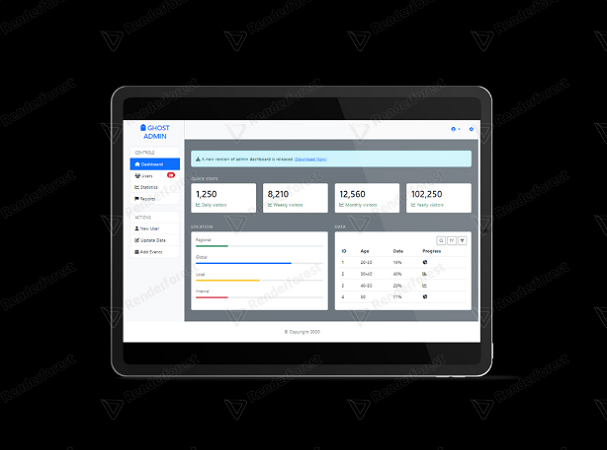 GHOST
ADMIN
CONTROLS
Dashboard
Users
Statistics
Reports
ACTIONS
New User
Update Data
Add Events
A new version of admin dashboard is released. Download Now!
QUICK STATS
1,250
Daily visitors
8,210
Weekly visitors
12,560
Monthly visitors
102,250
Yearly visitors
LOCATION
Regional
Global
Local
Internal
DATA
ID Age Data Progress
1 20-30 19%
2 30-40 40%
3 40-50 20%
4 11%
© Copyright 2020
Renderforest